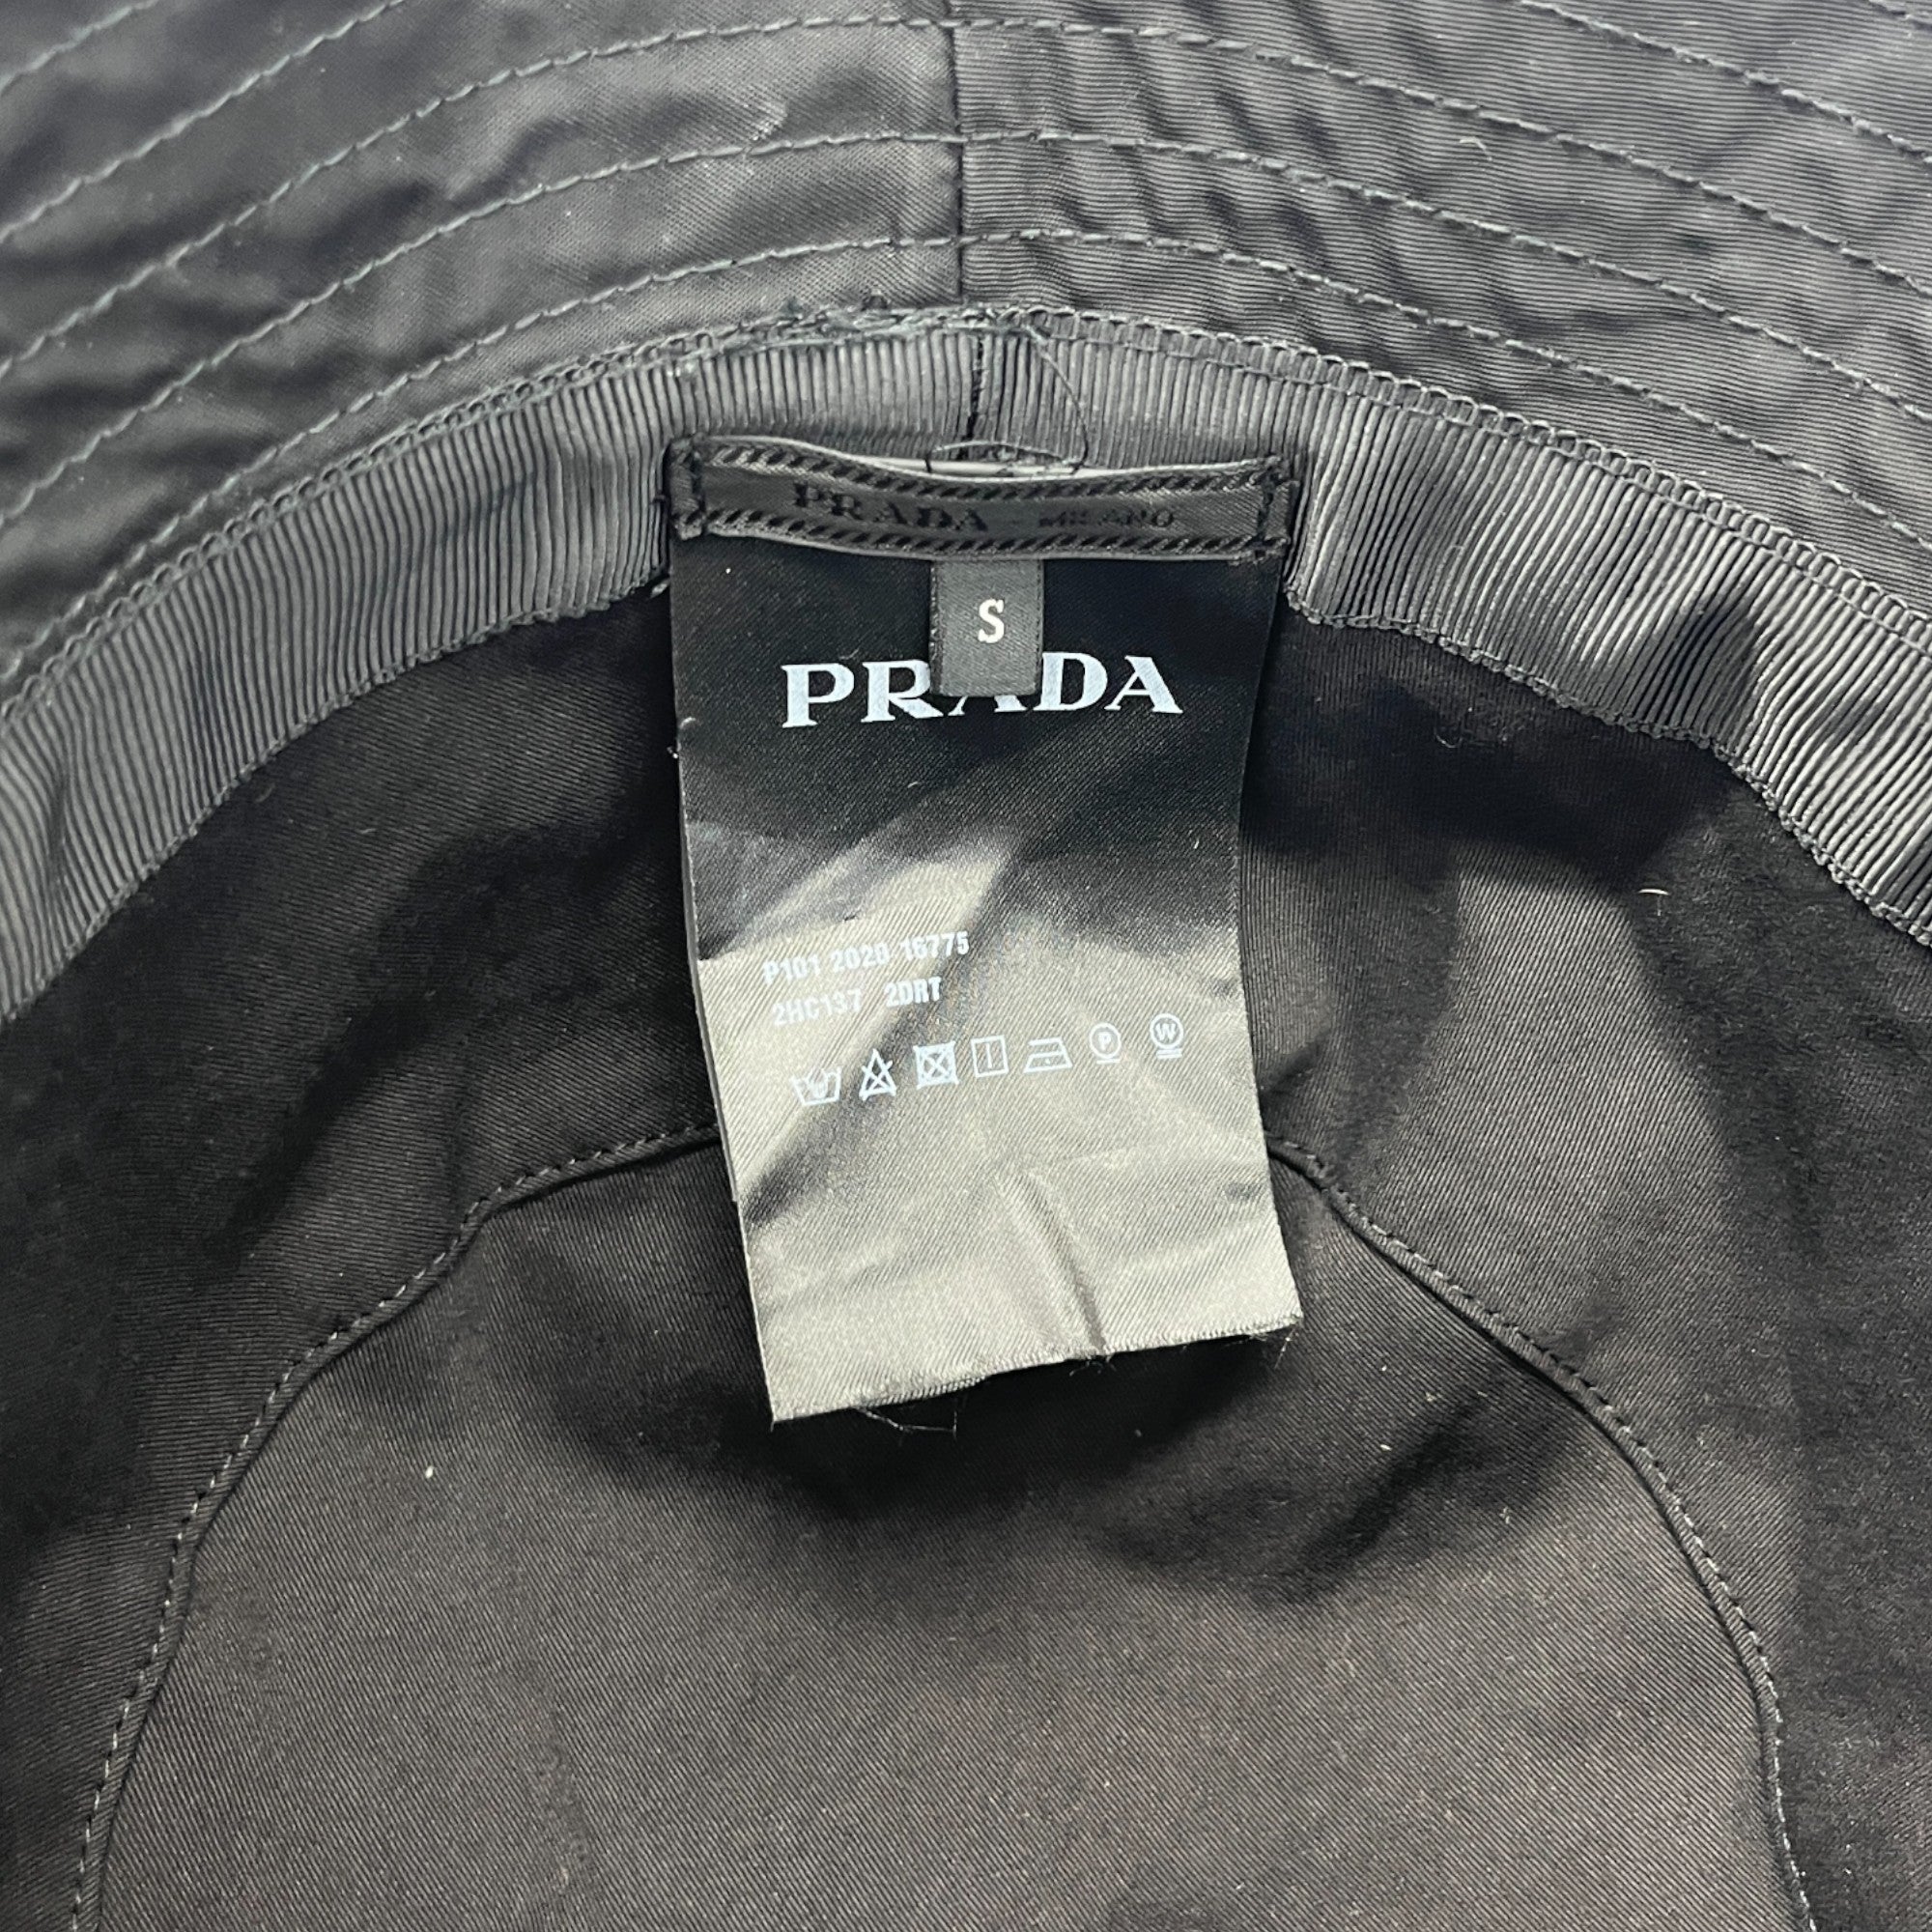 PRADA - MILANO
S
PRADA
P101 2020 16775
2HC137 2DRT
P W